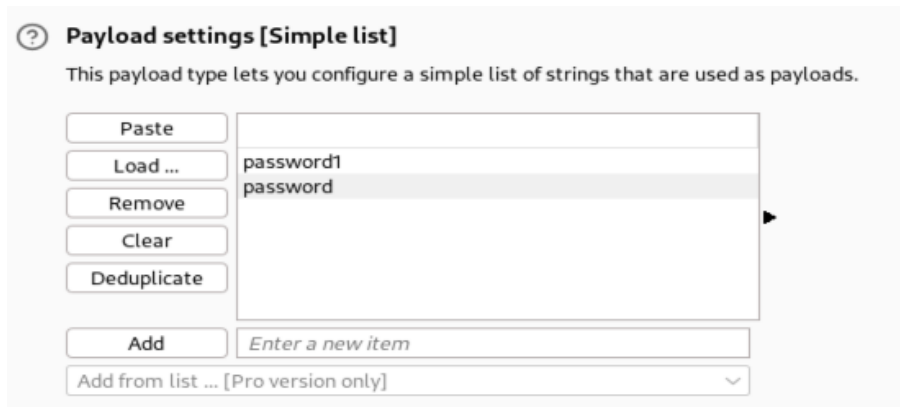 Payload settings [Simple list]
This payload type lets you configure a simple list of strings that are used as payloads.
Paste
Load ...
password1
password
Remove
Clear
Deduplicate
Add
Enter a new item
Add from list ... [Pro version only]